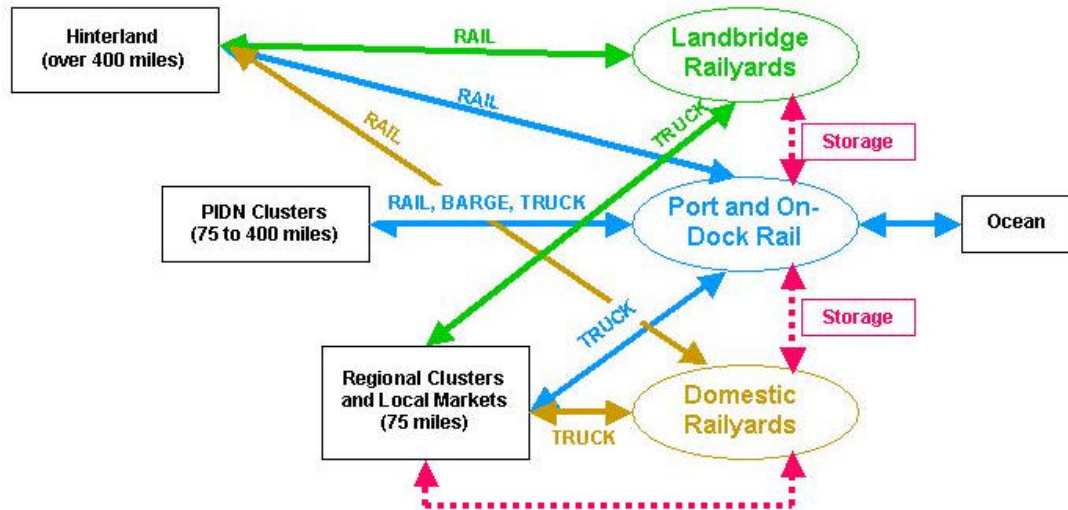 Hinterland
(over 400 miles)
RAIL
Landbridge
Railyards
RAIL
RAIL
TRUCK
Storage
PIDN Clusters
(75 to 400 miles)
RAIL, BARGE, TRUCK
Port and On-
Dock Rail
Ocean
TRUCK
Storage
Regional Clusters
and Local Markets
(75 miles)
TRUCK
Domestic
Railyards